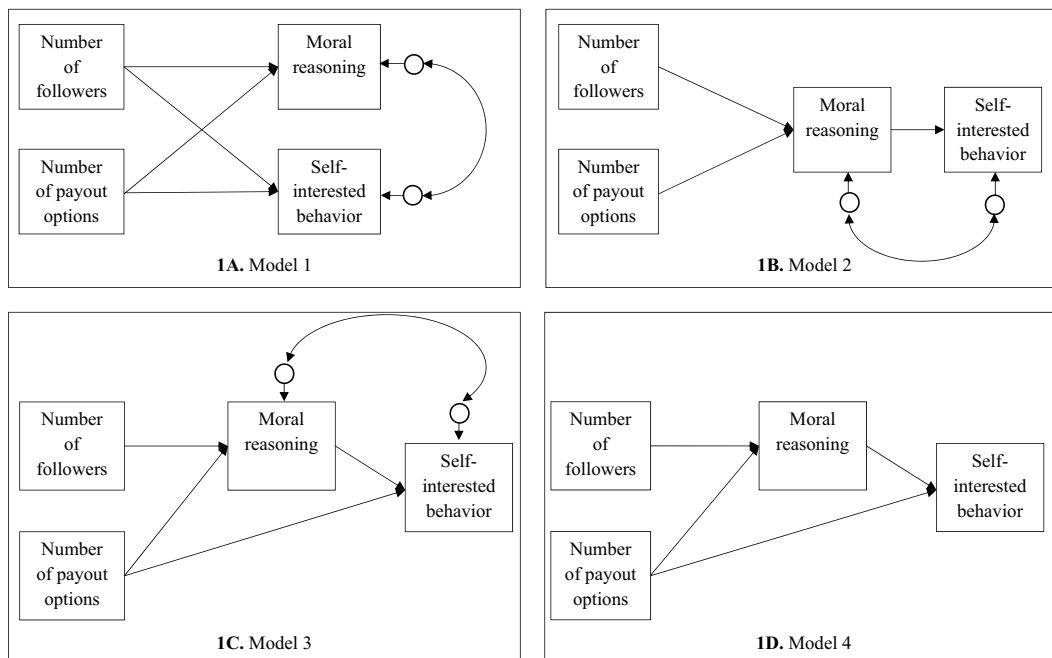 Number
of
followers
Moral
reasoning
Number
of payout
options
Self-
interested
behavior
1A. Model 1
Number
of
followers
Moral
reasoning
Self-
interested
behavior
Number
of payout
options
1B. Model 2
Number
of
followers
Moral
reasoning
Self-
interested
behavior
Number
of payout
options
1C. Model 3
Number
of
followers
Moral
reasoning
Self-
interested
behavior
Number
of payout
options
1D. Model 4